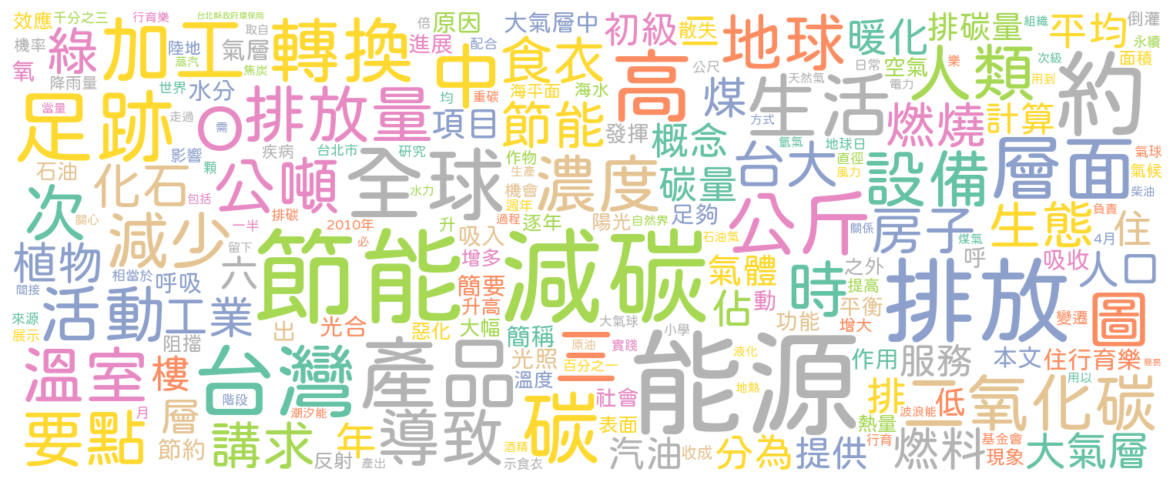 效應 千分之三 行育樂 台北縣政府環保局 倍 原因 大氣層中 初級 散失 地球 暖化 排碳量 組織 平均 倒灌
機率 綠 加工 轉換 陸地 氣層 取自 進展 配合 中 食衣 高 公尺 日常 空氣 樂 次級 永續
氧 降雨量 蒸汽 焦炭 海平面 海水 煤 生活 天然氣 人類 用到 面積 約
當量 足跡 世界 水分 排放量 均 重碳 項目 節能 概念 電力 方式 燃燒 計算
走過 需 影響 疾病 台北市 研究 發揮 氬氣 地球日 氣球
石油 顆 化石 公噸 全球 作物 生產 濃度 碳量 台大 直徑 風力 設備 層面 氣候 柴油
次 包括 水力 機會 週年 自然界 公斤 負責
關心 減少 排碳 一半 2010年 過程 升 逐年 陽光 足夠 房子 關係 生態 住
植物 留下 必 節能減碳 吸入 石油氣 之外 呼 煤氣 4月 吸收 人口
相當於 呼吸 六 增多 簡要 氣體 動 時 提高 排放
間接 活動 工業 出 升高 佔 平衡 變遷 圖
來源 展示 阻擋 光合 惡化 大幅 簡稱 大氣球 小學 功能 增大
溫室 樓 台灣 產品 光照 原油 實踐 三 能源 液化 作用 服務 本文 住行育樂 簡易
百分之一 溫度 地熱 熱量 排 二氧化碳 用以
階段 潮汐能 社會 碳 低
要點 層 月 講求 年 導致 表面 波浪能
節約 反射 產出 酒精 示食衣 汽油 收成 分為 提供 行育 燃料 基金會 現象 大氣層